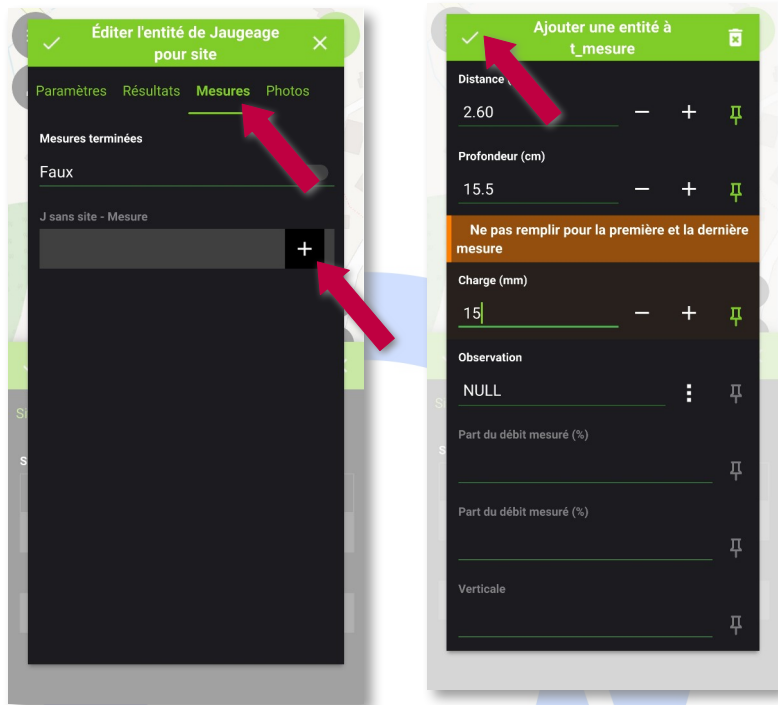 Éditer l'entité de Jaugeage
pour site
Paramètres Résultats Mesures Photos
Mesures terminées
Faux
J sans site - Mesure
Ajouter une entité à
t_mesure
Distance
2.60
Profondeur (cm)
15.5
Ne pas remplir pour la première et la dernière
mesure
Charge (mm)
15
Observation
NULL
Part du débit mesuré (%)
Part du débit mesuré (%)
Verticale